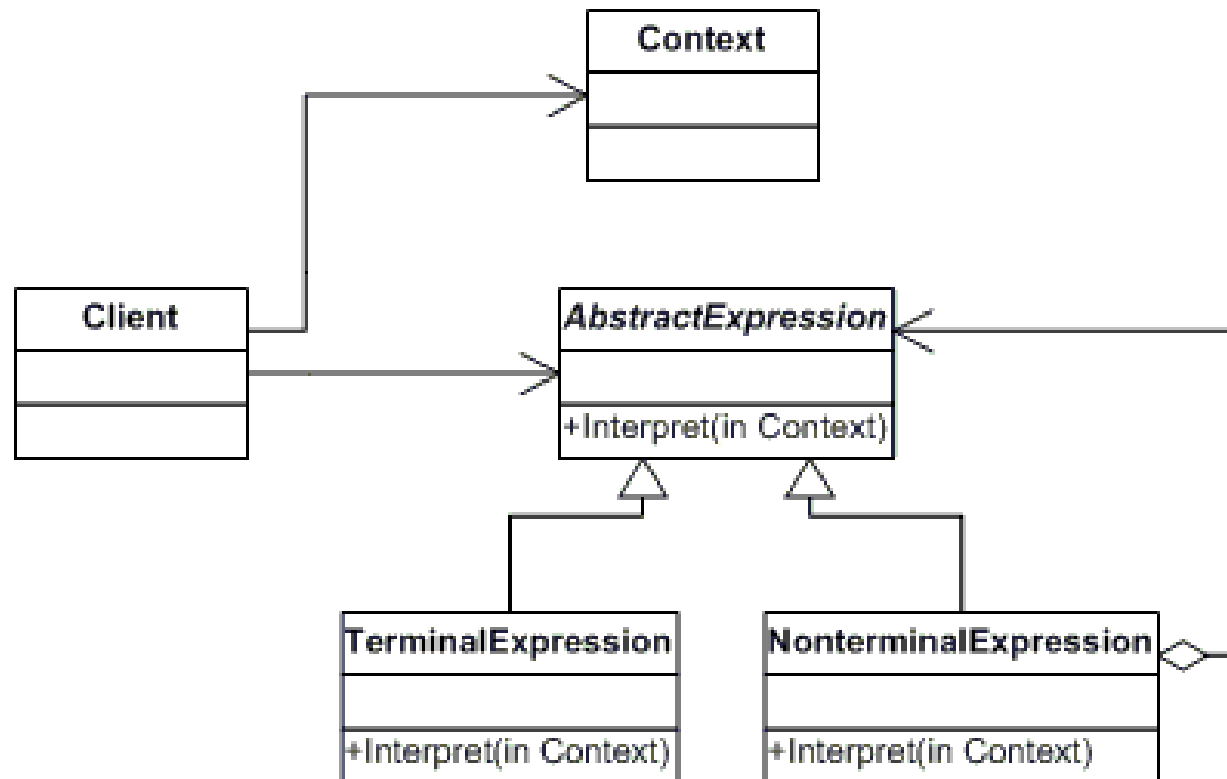 Context
Client
AbstractExpression
+Interpret(in Context)
TerminalExpression
NonterminalExpression
+Interpret(in Context)
+Interpret(in Context)